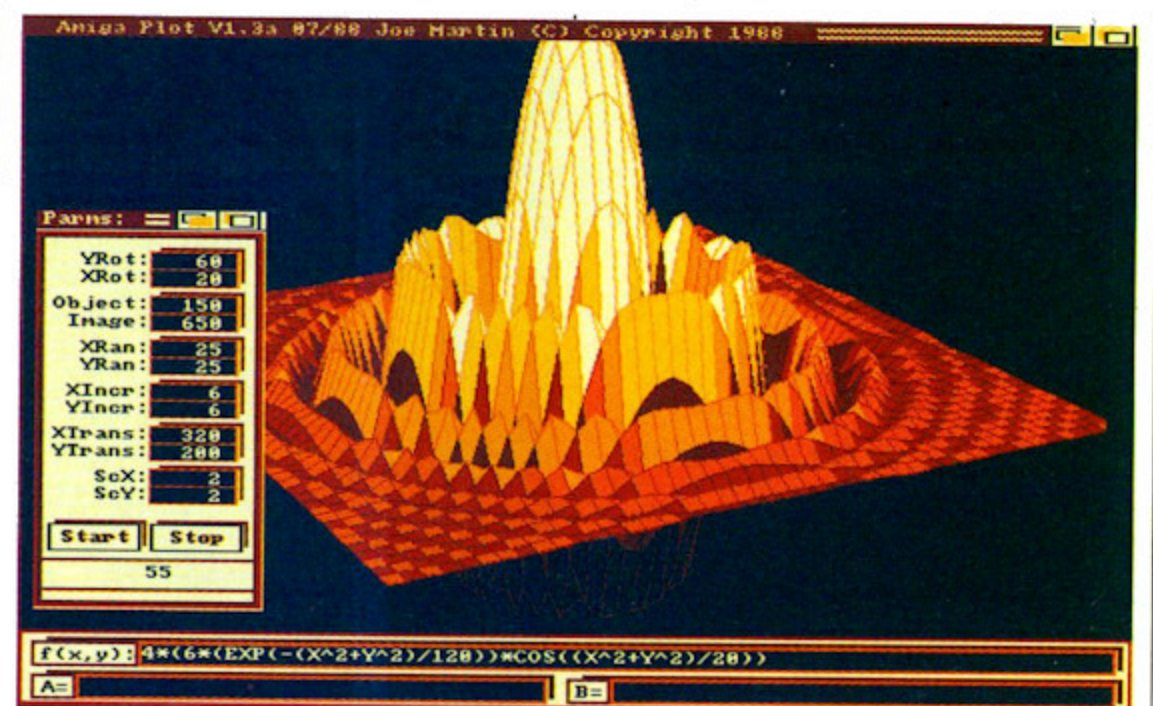 Amiga Plot V1.3a 07/88 Joe Martin (C) Copyright 1988
Parms:
YRot: 60
XRot: 20
Object: 150
Image: 650
XRan: 25
YRan: 25
XIncr: 6
YIncr: 6
XTrans: 320
YTrans: 200
ScX: 2
ScY: 2
Start Stop
55
f(x,y): 4*(6*(EXP(-(X^2+Y^2)/120))*COS((X^2+Y^2)/20))
A= B=